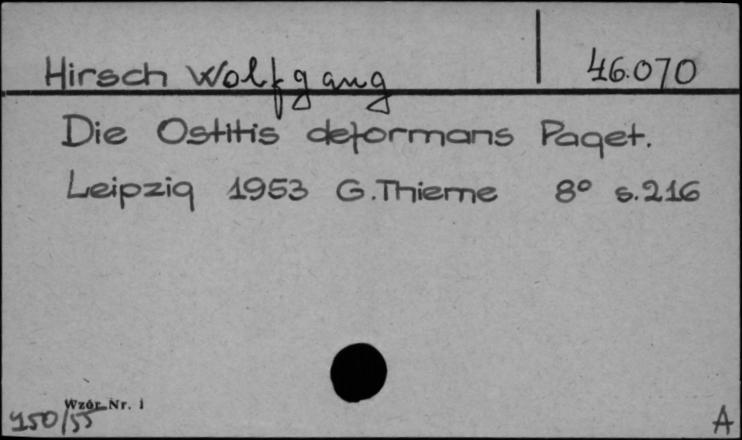 Hirsch Wolfgang 46.070
Die Ostitis deformans Paget.
Leipzig 1953 G.Thieme 8° s.216
Wzór Nr. 1
150/55 A